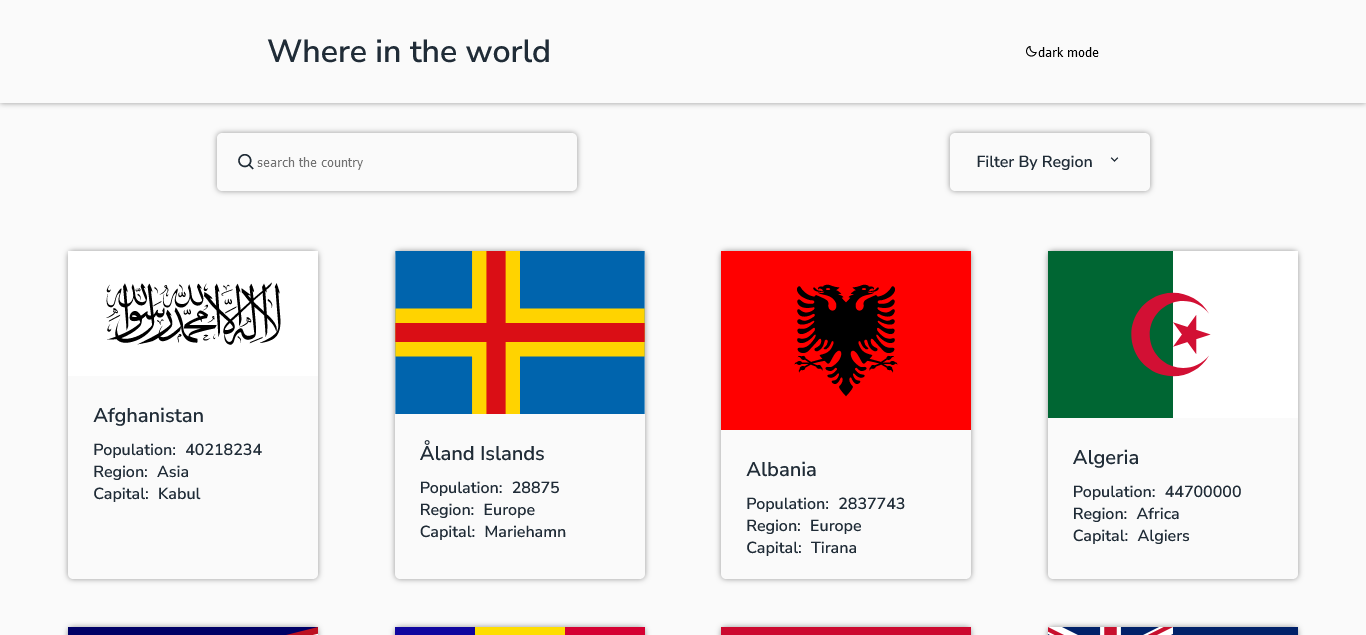 Where in the world
dark mode
search the country
Filter By Region
لا إله إلا الله محمد رسول الله
Afghanistan
Population: 40218234
Region: Asia
Capital: Kabul
Åland Islands
Population: 28875
Region: Europe
Capital: Mariehamn
Albania
Population: 2837743
Region: Europe
Capital: Tirana
Algeria
Population: 44700000
Region: Africa
Capital: Algiers